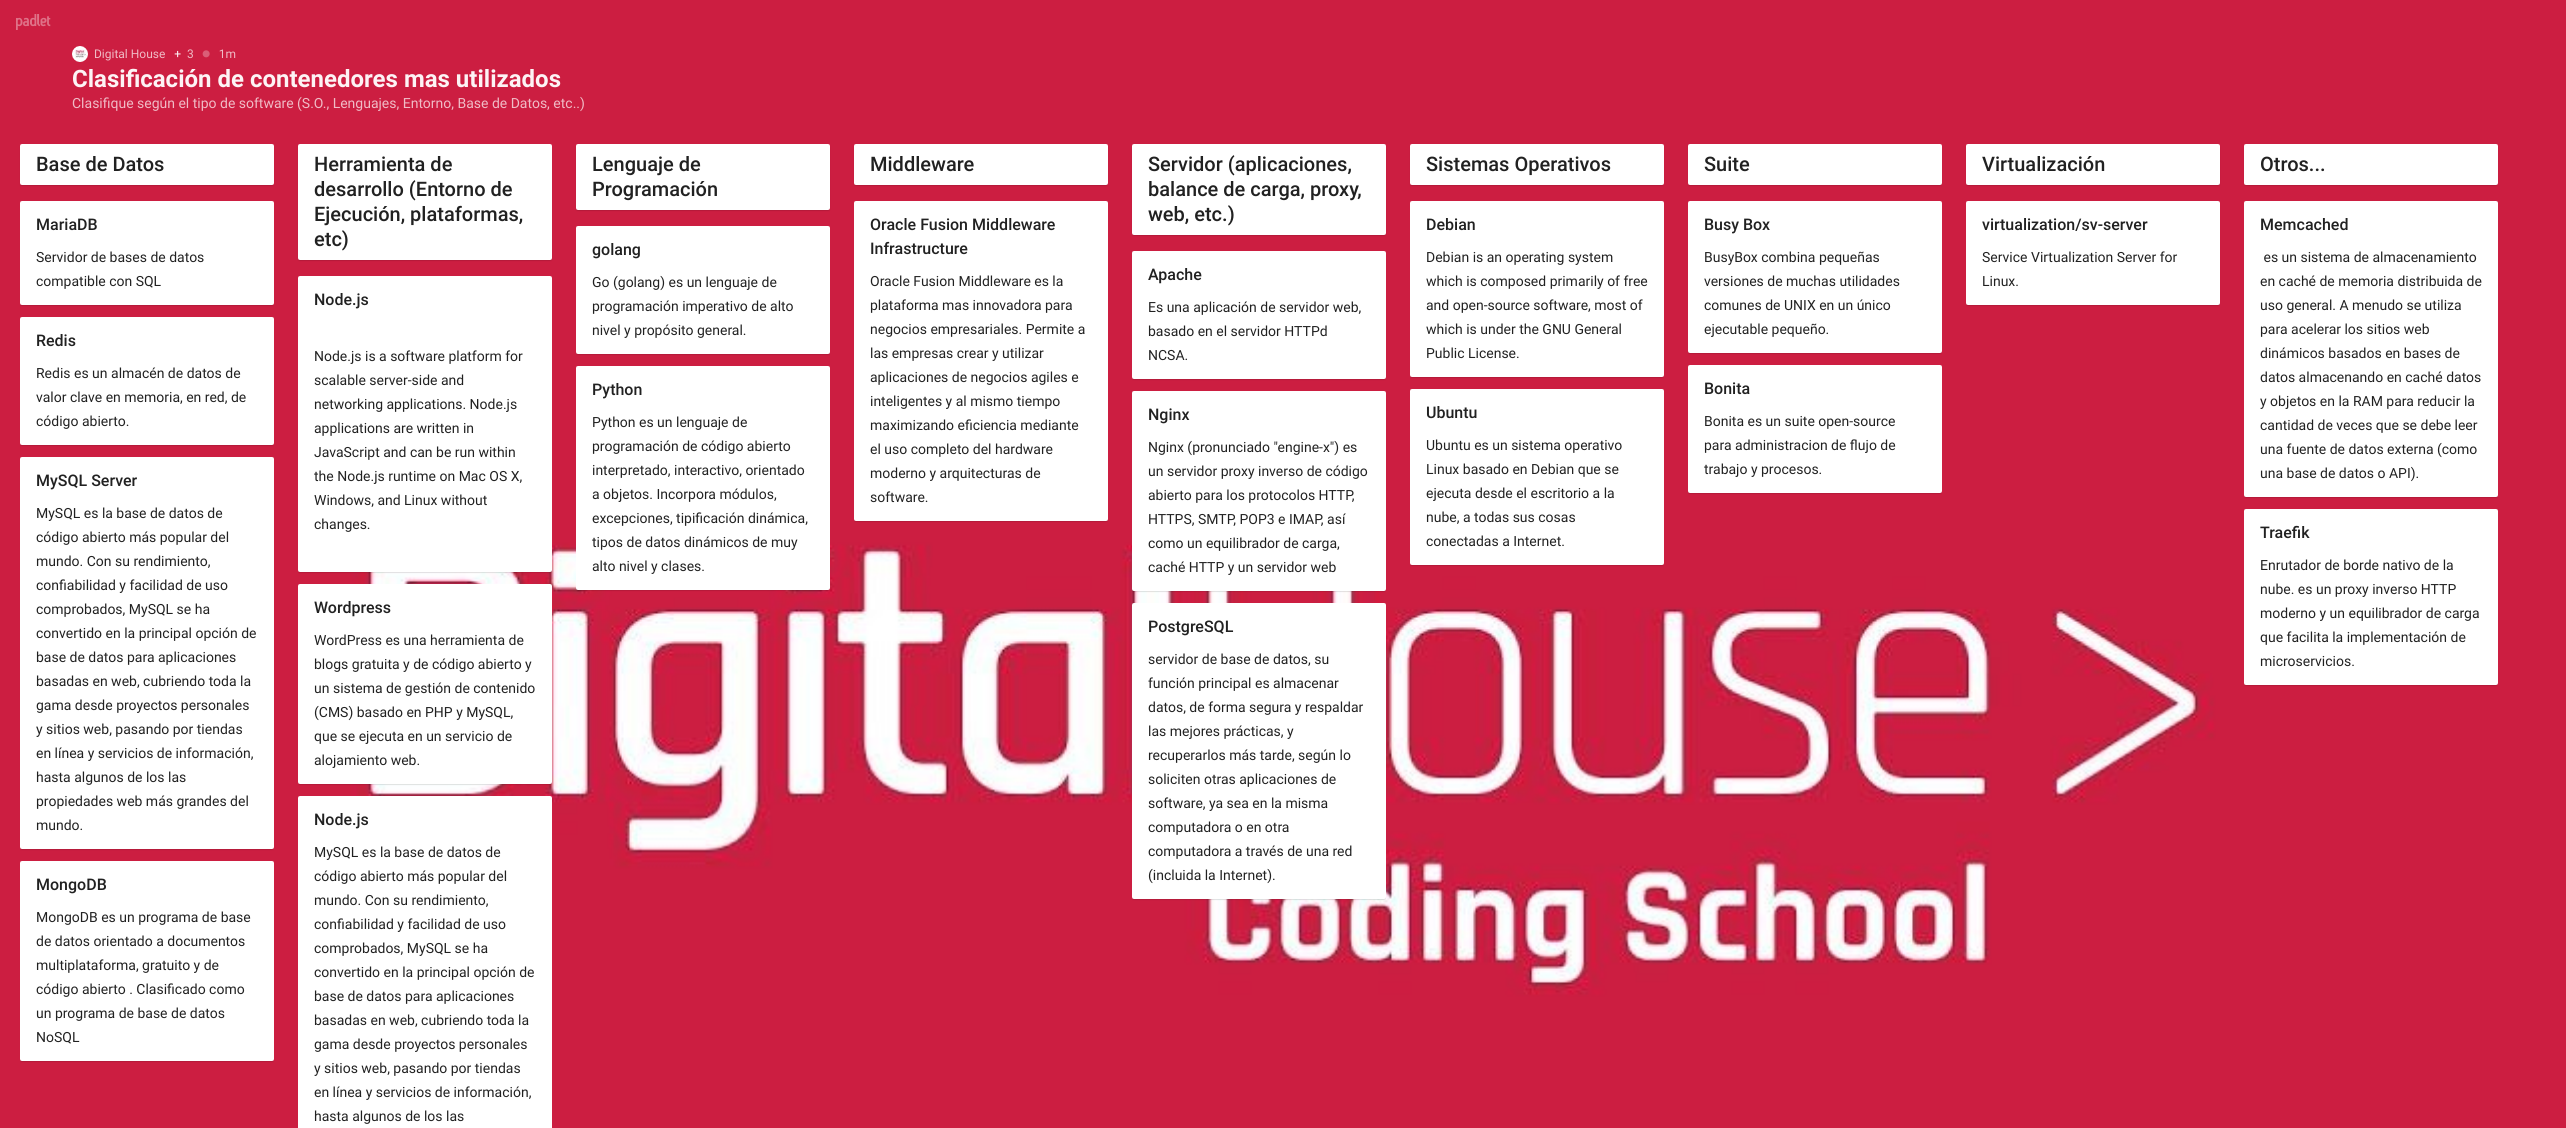 padlet
Digital House + 3 1m
Clasificación de contenedores mas utilizados
Clasifique según el tipo de software (S.O., Lenguajes, Entorno, Base de Datos, etc..)
Base de Datos
MariaDB
Servidor de bases de datos
compatible con SQL
Redis
Redis es un almacén de datos de
valor clave en memoria, en red, de
código abierto.
MySQL Server
MySQL es la base de datos de
código abierto más popular del
mundo. Con su rendimiento,
confiabilidad y facilidad de uso
comprobados, MySQL se ha
convertido en la principal opción de
base de datos para aplicaciones
basadas en web, cubriendo toda la
gama desde proyectos personales
y sitios web, pasando por tiendas
en línea y servicios de información,
hasta algunos de los las
propiedades web más grandes del
mundo.
MongoDB
MongoDB es un programa de base
de datos orientado a documentos
multiplataforma, gratuito y de
código abierto . Clasificado como
un programa de base de datos
NoSQL
Herramienta de
desarrollo (Entorno de
Ejecución, plataformas,
etc)
Node.js
Node.js is a software platform for
scalable server-side and
networking applications. Node.js
applications are written in
JavaScript and can be run within
the Node.js runtime on Mac OS X,
Windows, and Linux without
changes.
Wordpress
WordPress es una herramienta de
blogs gratuita y de código abierto y
un sistema de gestión de contenido
(CMS) basado en PHP y MySQL,
que se ejecuta en un servicio de
alojamiento web.
Node.js
MySQL es la base de datos de
código abierto más popular del
mundo. Con su rendimiento,
confiabilidad y facilidad de uso
comprobados, MySQL se ha
convertido en la principal opción de
base de datos para aplicaciones
basadas en web, cubriendo toda la
gama desde proyectos personales
y sitios web, pasando por tiendas
en línea y servicios de información,
hasta algunos de los las
Lenguaje de
Programación
golang
Go (golang) es un lenguaje de
programación imperativo de alto
nivel y propósito general.
Python
Python es un lenguaje de
programación de código abierto
interpretado, interactivo, orientado
a objetos. Incorpora módulos,
excepciones, tipificación dinámica,
tipos de datos dinámicos de muy
alto nivel y clases.
Middleware
Oracle Fusion Middleware
Infrastructure
Oracle Fusion Middleware es la
plataforma mas innovadora para
negocios empresariales. Permite a
las empresas crear y utilizar
aplicaciones de negocios agiles e
inteligentes y al mismo tiempo
maximizando eficiencia mediante
el uso completo del hardware
moderno y arquitecturas de
software.
Servidor (aplicaciones,
balance de carga, proxy,
web, etc.)
Apache
Es una aplicación de servidor web,
basado en el servidor HTTPd
NCSA.
Nginx
Nginx (pronunciado "engine-x") es
un servidor proxy inverso de código
abierto para los protocolos HTTP,
HTTPS, SMTP, POP3 e IMAP, así
como un equilibrador de carga,
caché HTTP y un servidor web
PostgreSQL
servidor de base de datos, su
función principal es almacenar
datos, de forma segura y respaldar
las mejores prácticas, y
recuperarlos más tarde, según lo
soliciten otras aplicaciones de
software, ya sea en la misma
computadora o en otra
computadora a través de una red
(incluida la Internet).
Sistemas Operativos
Debian
Debian is an operating system
which is composed primarily of free
and open-source software, most of
which is under the GNU General
Public License.
Ubuntu
Ubuntu es un sistema operativo
Linux basado en Debian que se
ejecuta desde el escritorio a la
nube, a todas sus cosas
conectadas a Internet.
Suite
Busy Box
BusyBox combina pequeñas
versiones de muchas utilidades
comunes de UNIX en un único
ejecutable pequeño.
Bonita
Bonita es un suite open-source
para administracion de flujo de
trabajo y procesos.
Virtualización
virtualization/sv-server
Service Virtualization Server for
Linux.
Otros...
Memcached
es un sistema de almacenamiento
en caché de memoria distribuida de
uso general. A menudo se utiliza
para acelerar los sitios web
dinámicos basados en bases de
datos almacenando en caché datos
y objetos en la RAM para reducir la
cantidad de veces que se debe leer
una fuente de datos externa (como
una base de datos o API).
Traefik
Enrutador de borde nativo de la
nube. es un proxy inverso HTTP
moderno y un equilibrador de carga
que facilita la implementación de
microservicios.
Digital House >
Coding School